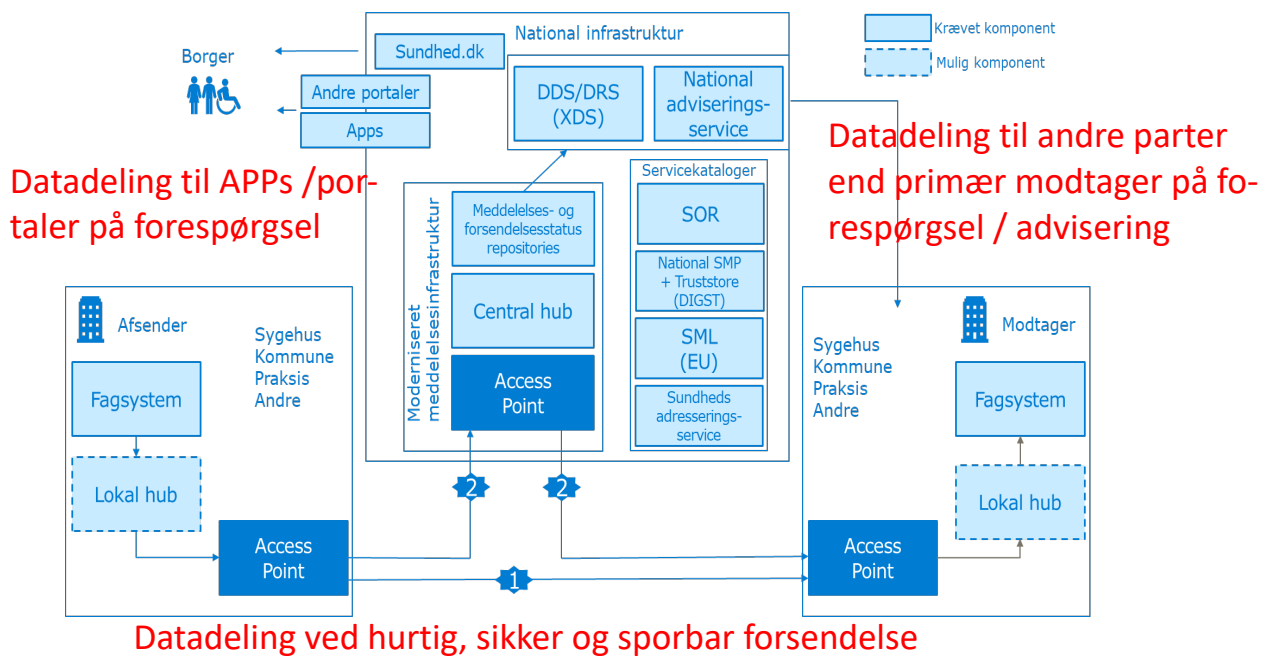 National infrastruktur
Krævet komponent
Mulig komponent
Borger
Sundhed.dk
Andre portaler
Apps
DDS/DRS
(XDS)
National
adviserings-
service
Datadeling til APPs /por-
taler på forespørgsel
Datadeling til andre parter
end primær modtager på fo-
respørgsel / advisering
Moderniseret
meddelelsesinfrastruktur
Meddelelses- og
forsendelsesstatus
repositories
Central hub
Access
Point
Servicekataloger
SOR
National SMP
+ Truststore
(DIGST)
SML
(EU)
Sundheds
adresserings-
service
Afsender
Sygehus
Kommune
Praksis
Andre
Fagsystem
Lokal hub
Access
Point
Modtager
Sygehus
Kommune
Praksis
Andre
Fagsystem
Lokal hub
Access
Point
2
2
1
Datadeling ved hurtig, sikker og sporbar forsendelse